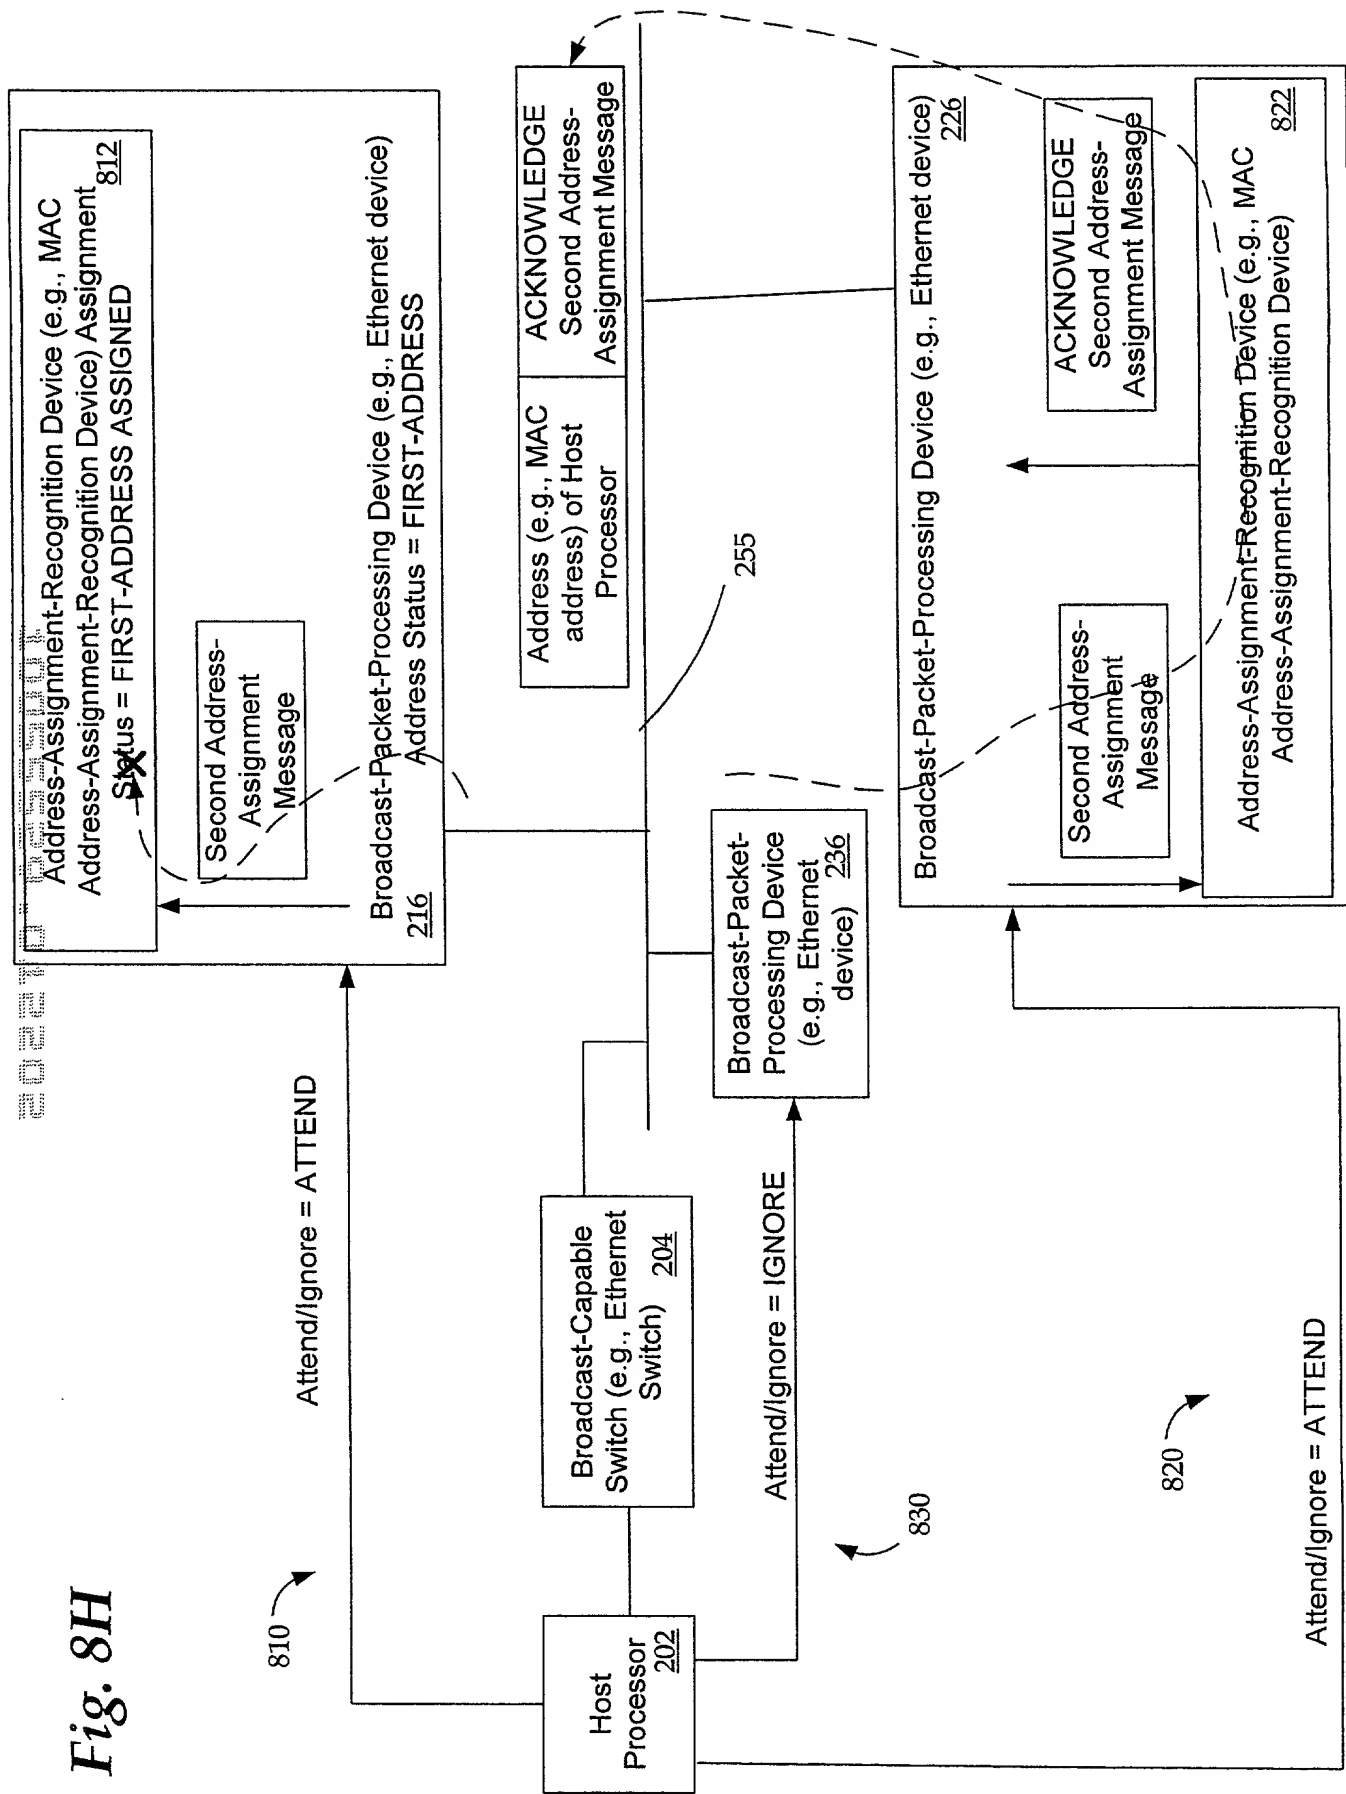 Fig. 8H
Host
Processor
202
810
Attend/Ignore = ATTEND
Broadcast-Capable
Switch (e.g., Ethernet
Switch)
204
Attend/Ignore = IGNORE
830
820
Attend/Ignore = ATTEND
Address-Assignment-Recognition Device (e.g., MAC
Address-Assignment-Recognition Device) Assignment
Status = FIRST-ADDRESS ASSIGNED
812
X
Second Address-
Assignment
Message
Broadcast-Packet-Processing Device (e.g., Ethernet device)
Address Status = FIRST-ADDRESS
216
Address (e.g., MAC
address) of Host
Processor
ACKNOWLEDGE
Second Address-
Assignment Message
255
Broadcast-Packet-
Processing Device
(e.g., Ethernet
device)
236
Broadcast-Packet-Processing Device (e.g., Ethernet device)
226
Second Address-
Assignment
Message
ACKNOWLEDGE
Second Address-
Assignment Message
Address-Assignment-Recognition Device (e.g., MAC
Address-Assignment-Recognition Device)
822